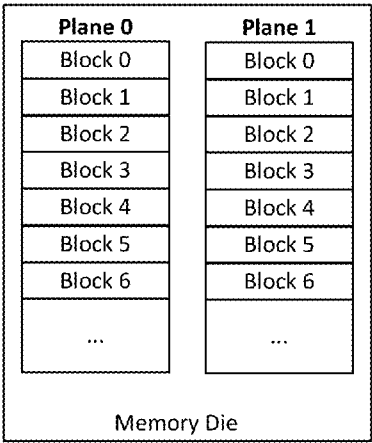 Plane 0 Plane 1
Block 0 Block 0
Block 1 Block 1
Block 2 Block 2
Block 3 Block 3
Block 4 Block 4
Block 5 Block 5
Block 6 Block 6
... ...
Memory Die